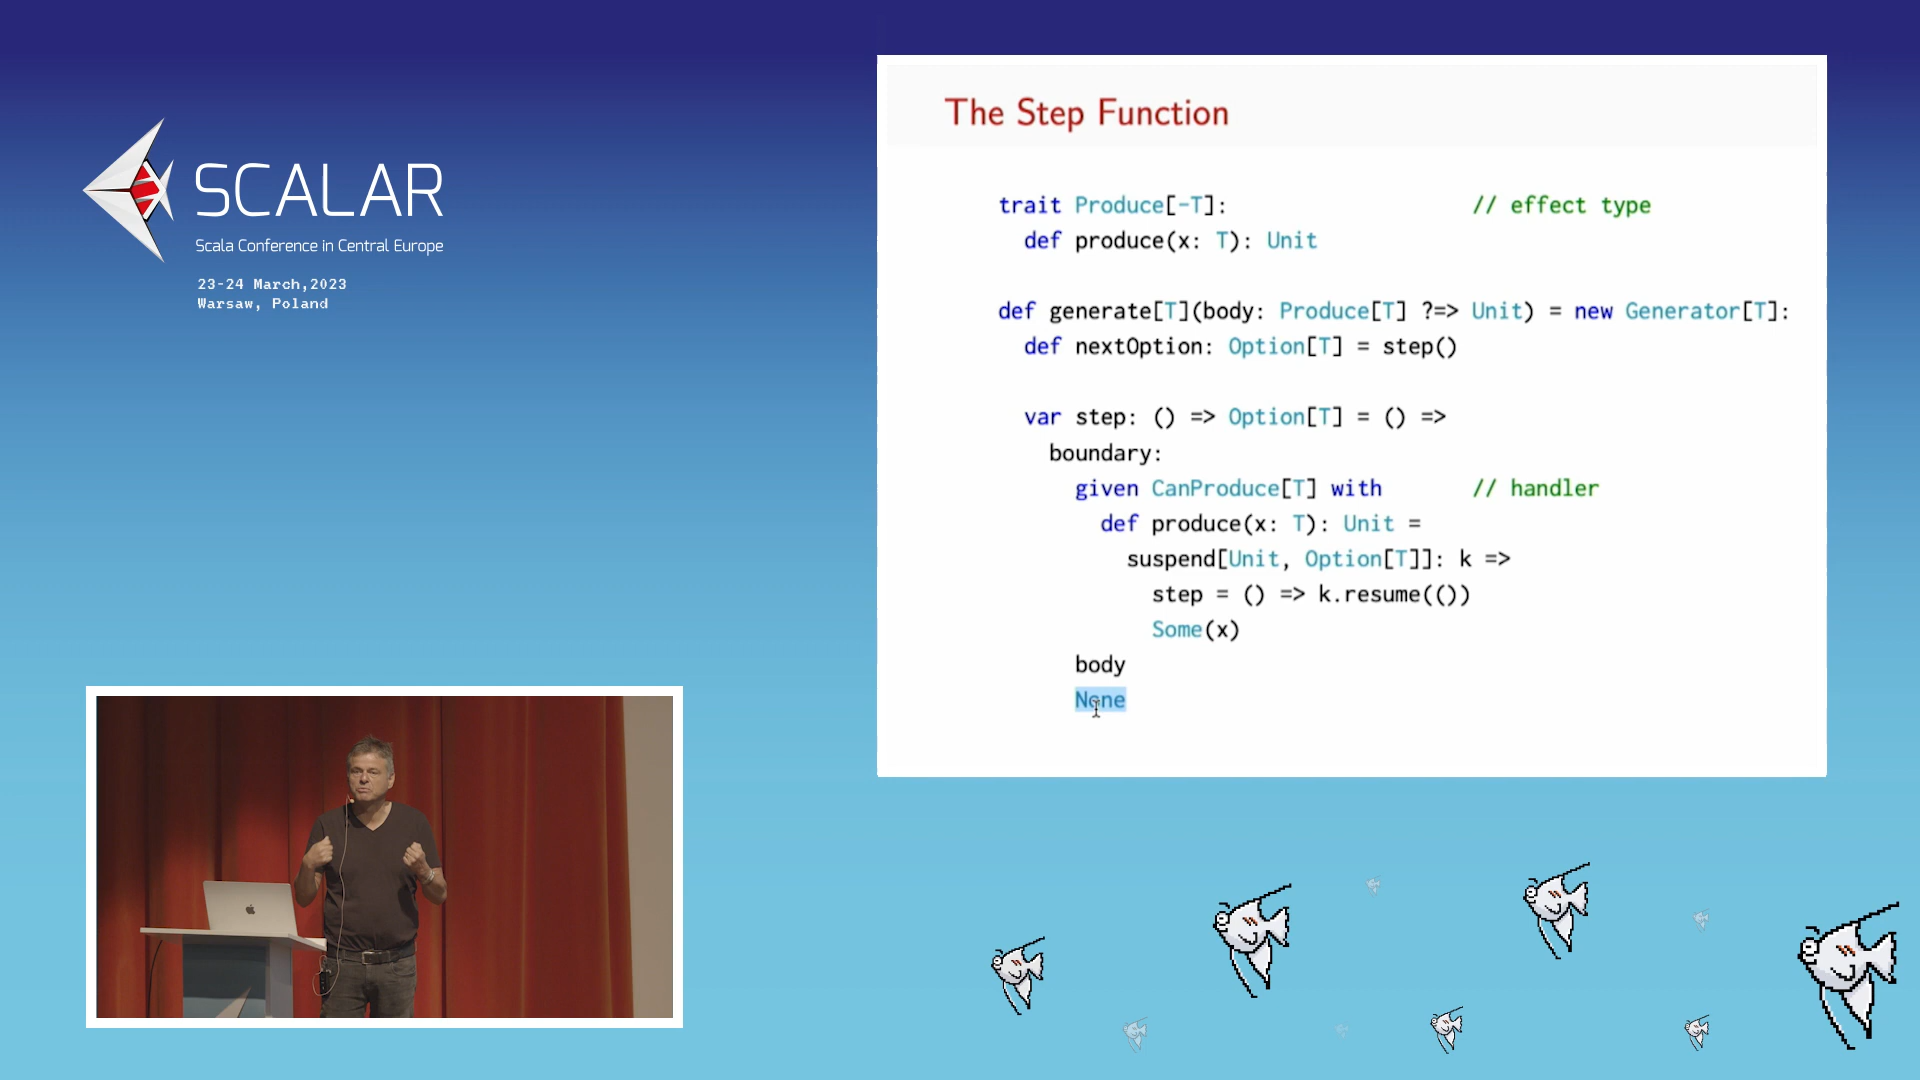 SCALAR
Scala Conference in Central Europe
23-24 March,2023
Warsaw, Poland
The Step Function
trait Produce[-T]: // effect type
def produce(x: T): Unit
def generate[T](body: Produce[T] ?=> Unit) = new Generator[T]:
def nextOption: Option[T] = step()
var step: () => Option[T] = () =>
boundary:
given CanProduce[T] with // handler
def produce(x: T): Unit =
suspend[Unit, Option[T]]: k =>
step = () => k.resume(())
Some(x)
body
None